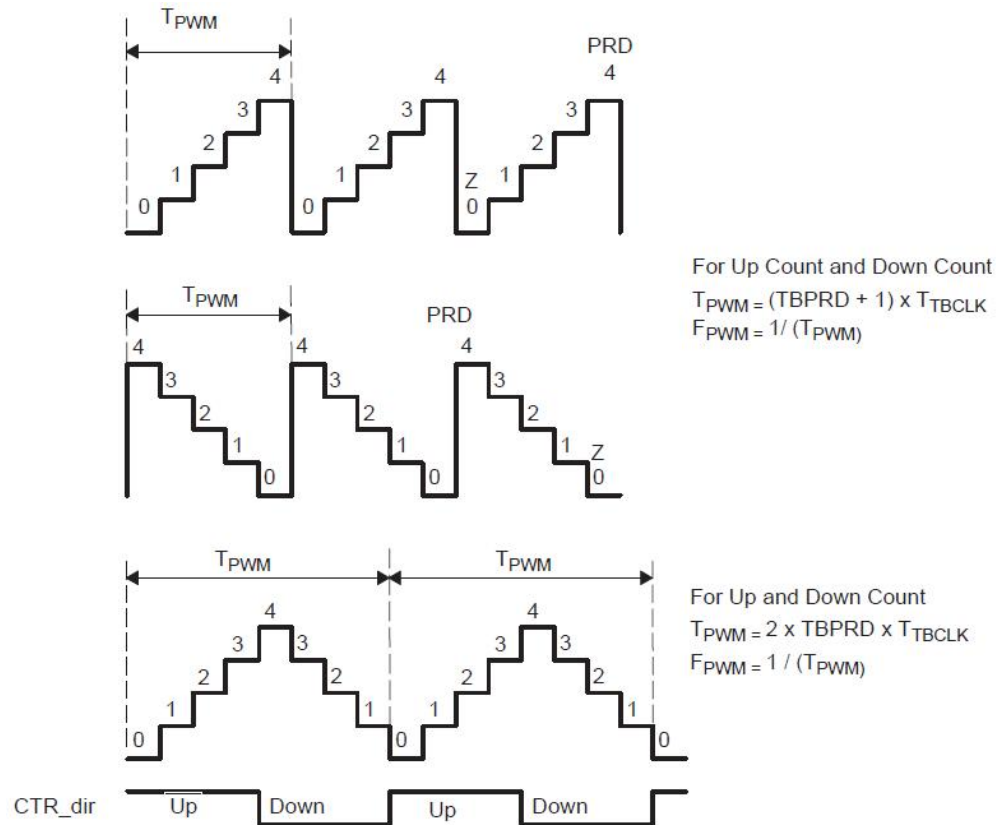 TPWM
PRD
4 4 4
3 3 3
2 2 2
1 1 Z 1
0 0 0
For Up Count and Down Count
TPWM = (TBPRD + 1) x TTBCLK
FPWM = 1/ (TPWM)
TPWM
PRD
4 4 4
3 3 3
2 2 2
1 1 1 Z
0 0 0
TPWM TPWM
For Up and Down Count
TPWM = 2 x TBPRD x TTBCLK
FPWM = 1 / (TPWM)
4 4
3 3 3 3
2 2 2 2
1 1 1 1
0 0 0
CTR_dir Up Down Up Down